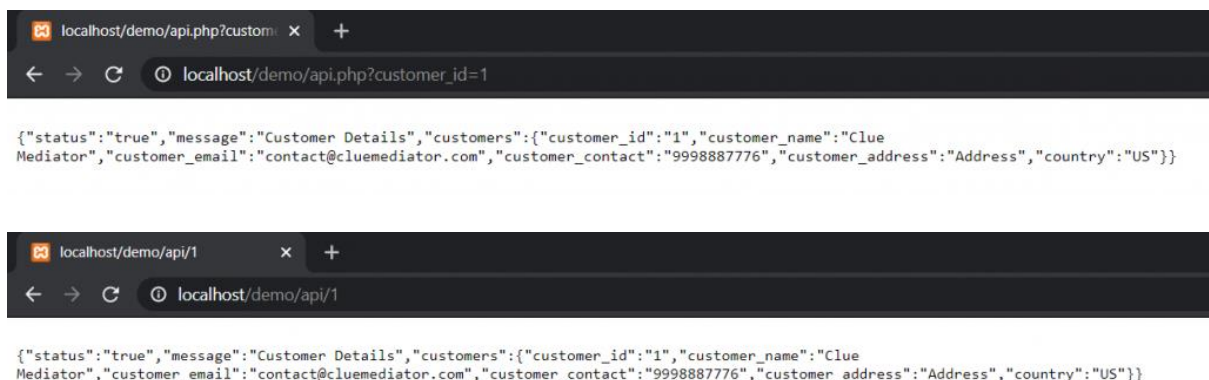 localhost/demo/api.php?custom
localhost/demo/api.php?customer_id=1
{"status":"true","message":"Customer Details","customers":{"customer_id":"1","customer_name":"Clue
Mediator","customer_email":"contact@cluemediator.com","customer_contact":"9998887776","customer_address":"Address","country":"US"}}
localhost/demo/api/1
localhost/demo/api/1
{"status":"true","message":"Customer Details","customers":{"customer_id":"1","customer_name":"Clue
Mediator","customer_email":"contact@cluemediator.com","customer_contact":"9998887776","customer_address":"Address","country":"US"}}